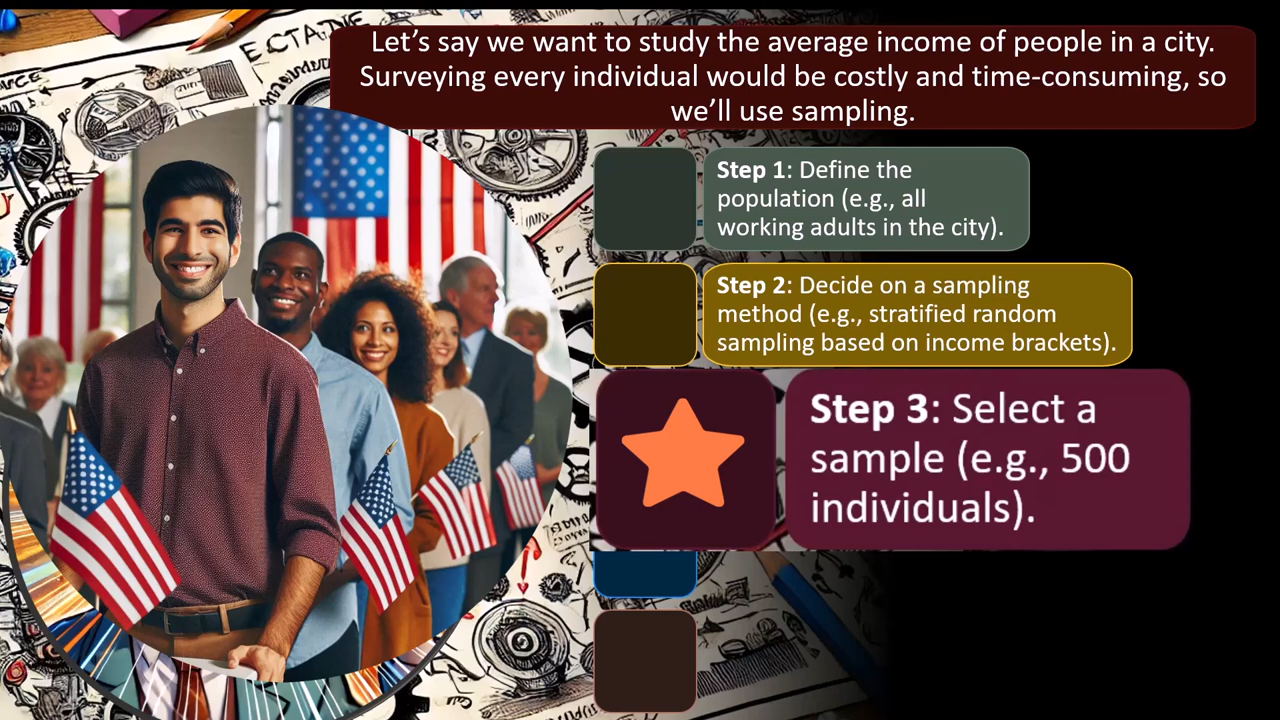 Let’s say we want to study the average income of people in a city.
Surveying every individual would be costly and time-consuming, so
we’ll use sampling.
Step 1: Define the
population (e.g., all
working adults in the city).
Step 2: Decide on a sampling
method (e.g., stratified random
sampling based on income brackets).
Step 3: Select a
sample (e.g., 500
individuals).